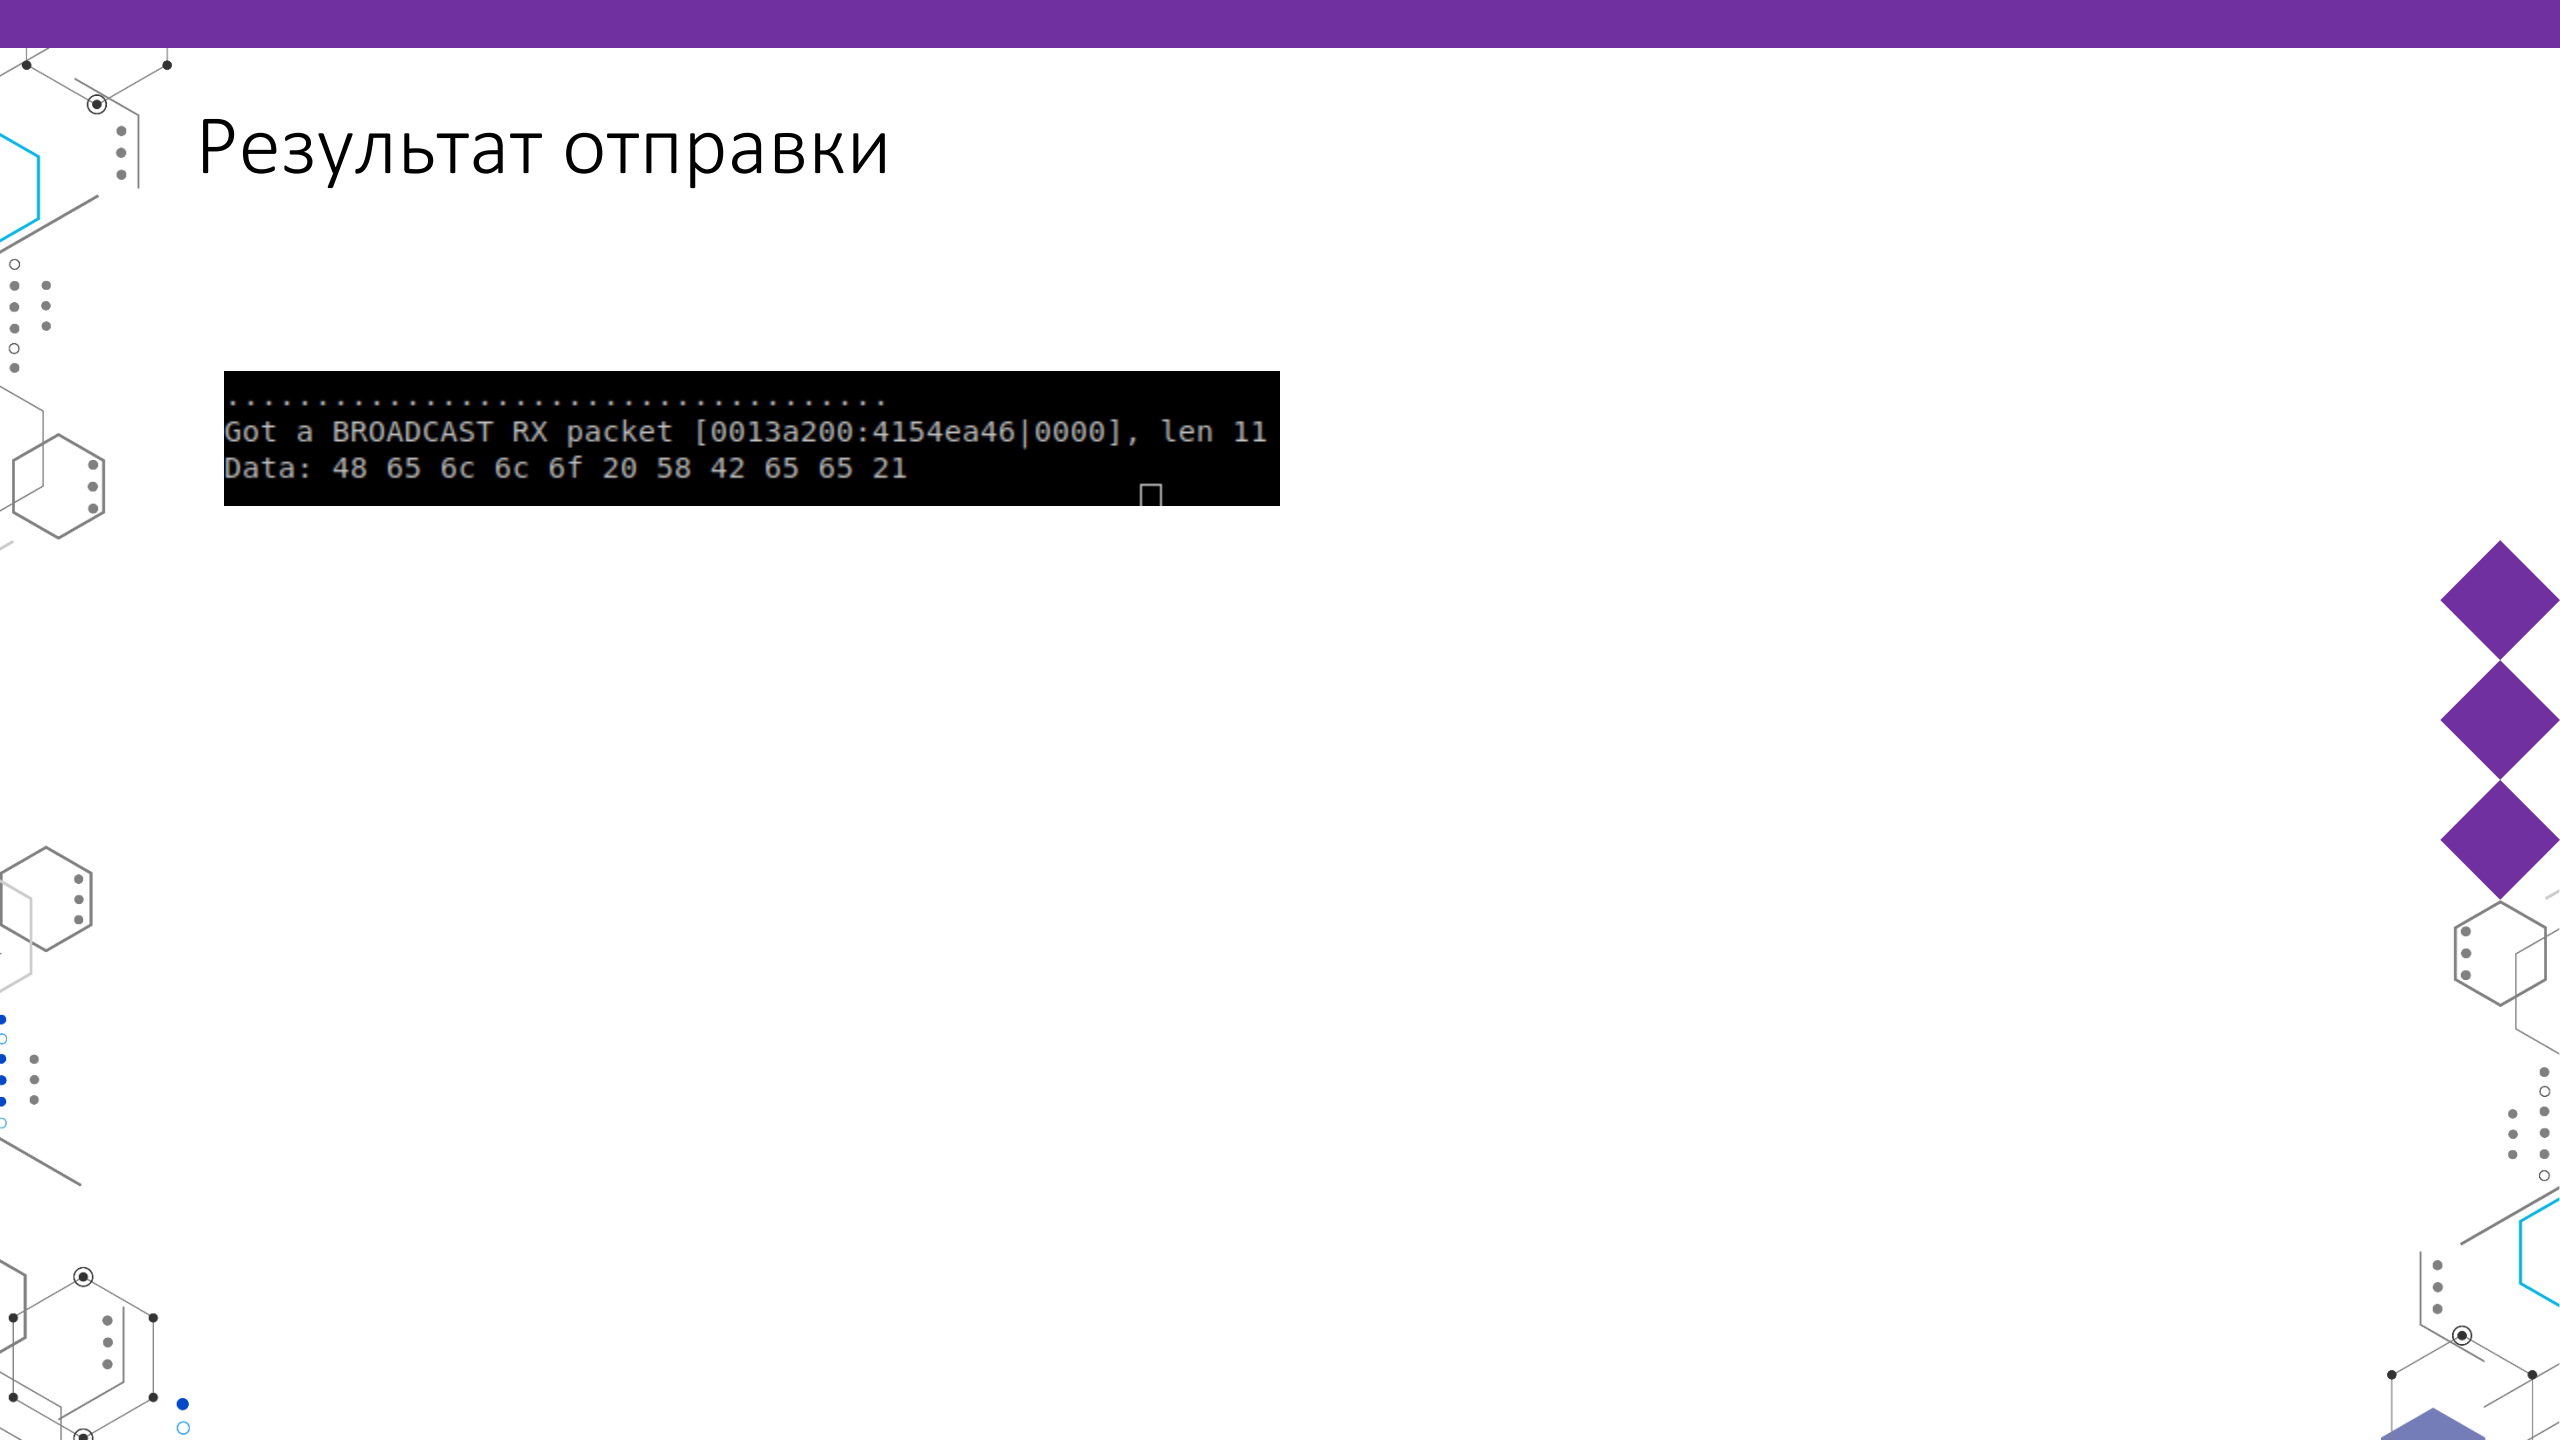 Результат отправки
.....................................
Got a BROADCAST RX packet [0013a200:4154ea46|0000], len 11
Data: 48 65 6c 6c 6f 20 58 42 65 65 21